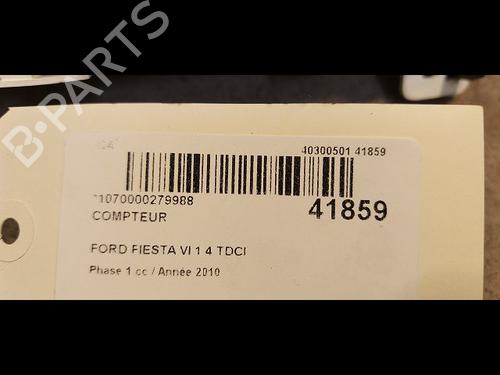 B-PARTS
40300501 41859
*1070000279988
41859
COMPTEUR
FORD FIESTA VI 1 4 TDCI
Phase 1 cc / Année 2010